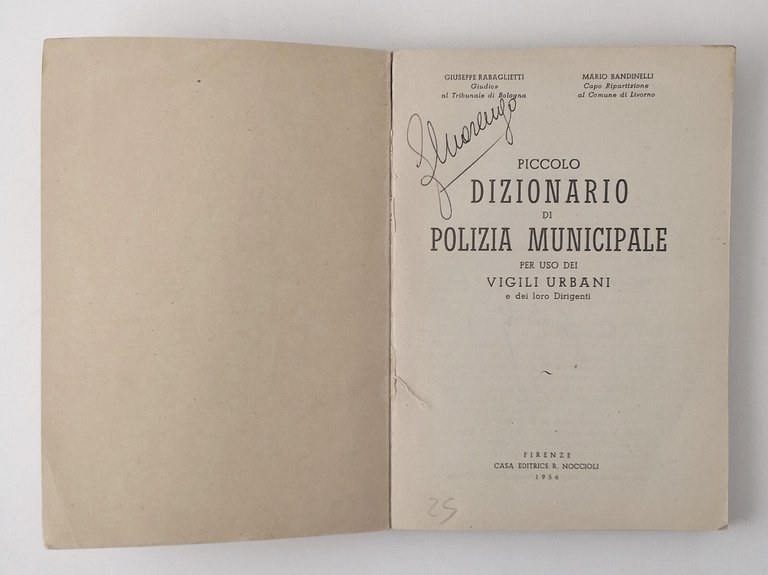 GIUSEPPE RABAGLIETTI
Giudice
al Tribunale di Bologna
MARIO BANDINELLI
Capo Ripartizione
al Comune di Livorno
PICCOLO
DIZIONARIO
DI
POLIZIA MUNICIPALE
PER USO DEI
VIGILI URBANI
e dei loro Dirigenti
FIRENZE
CASA EDITRICE R. NOCCIOLI
1956
25